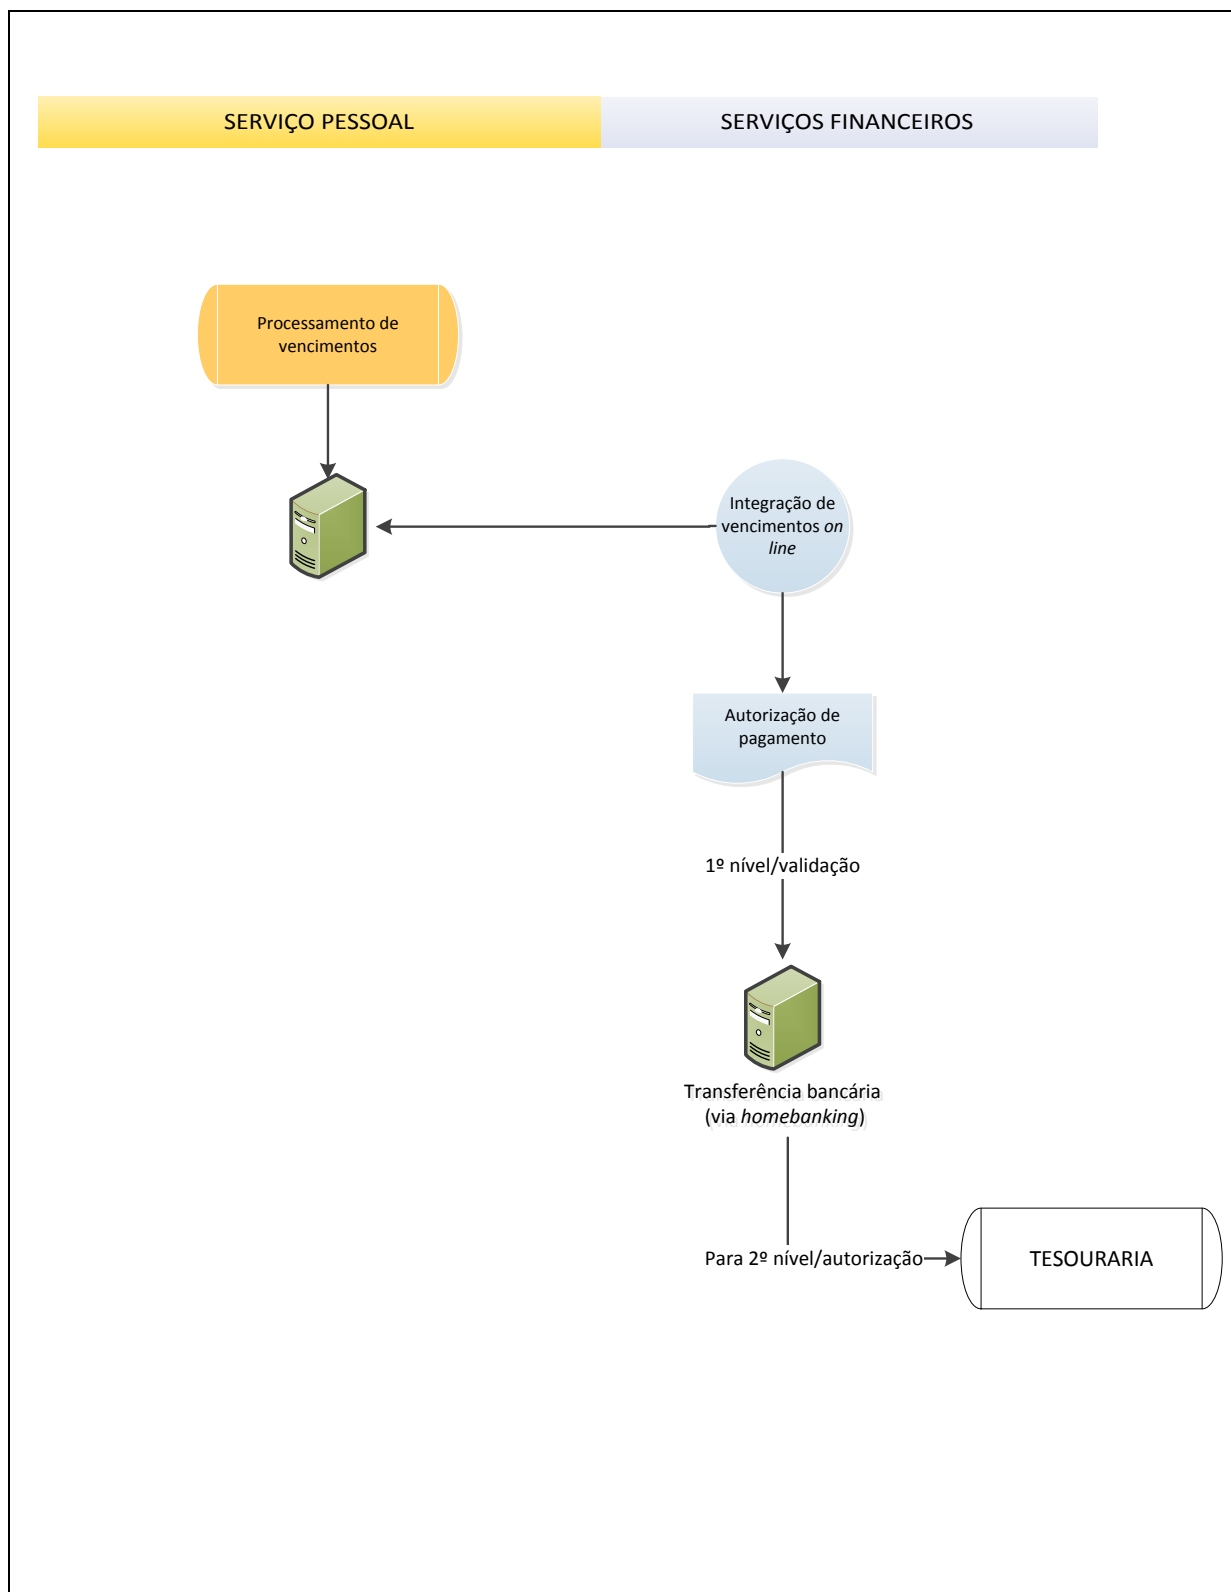 SERVIÇO PESSOAL
SERVIÇOS FINANCEIROS
Processamento de
vencimentos
Integração de
vencimentos on
line
Autorização de
pagamento
1º nível/validação
Transferência bancária
(via homebanking)
Para 2º nível/autorização
TESOURARIA